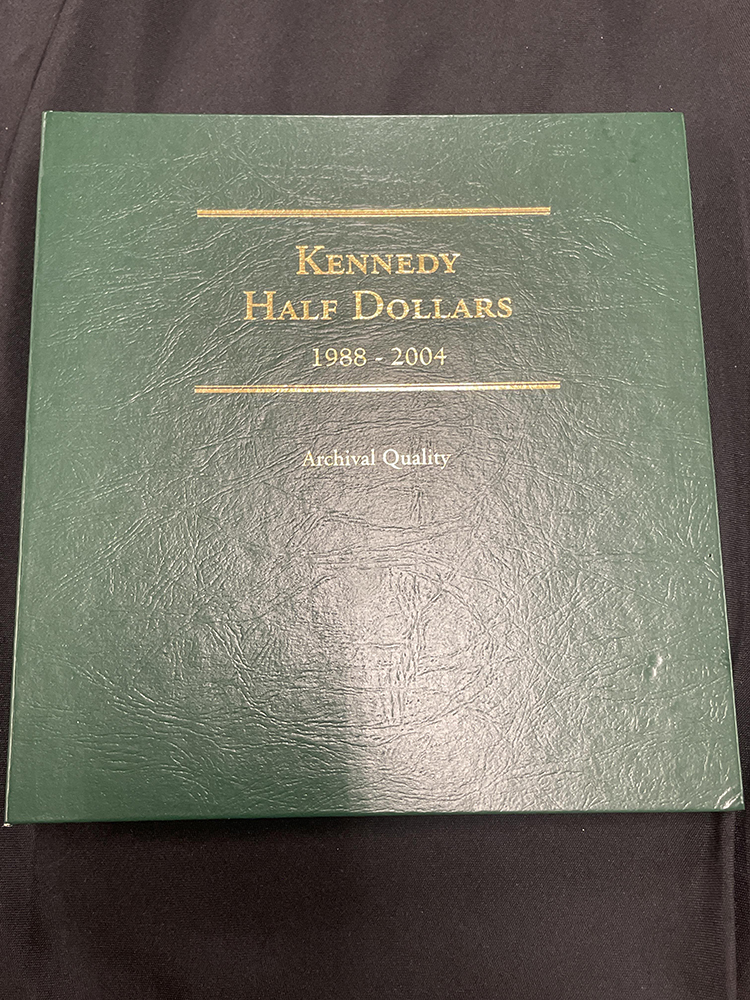 KENNEDY
HALF DOLLARS
1988 - 2004
Archival Quality